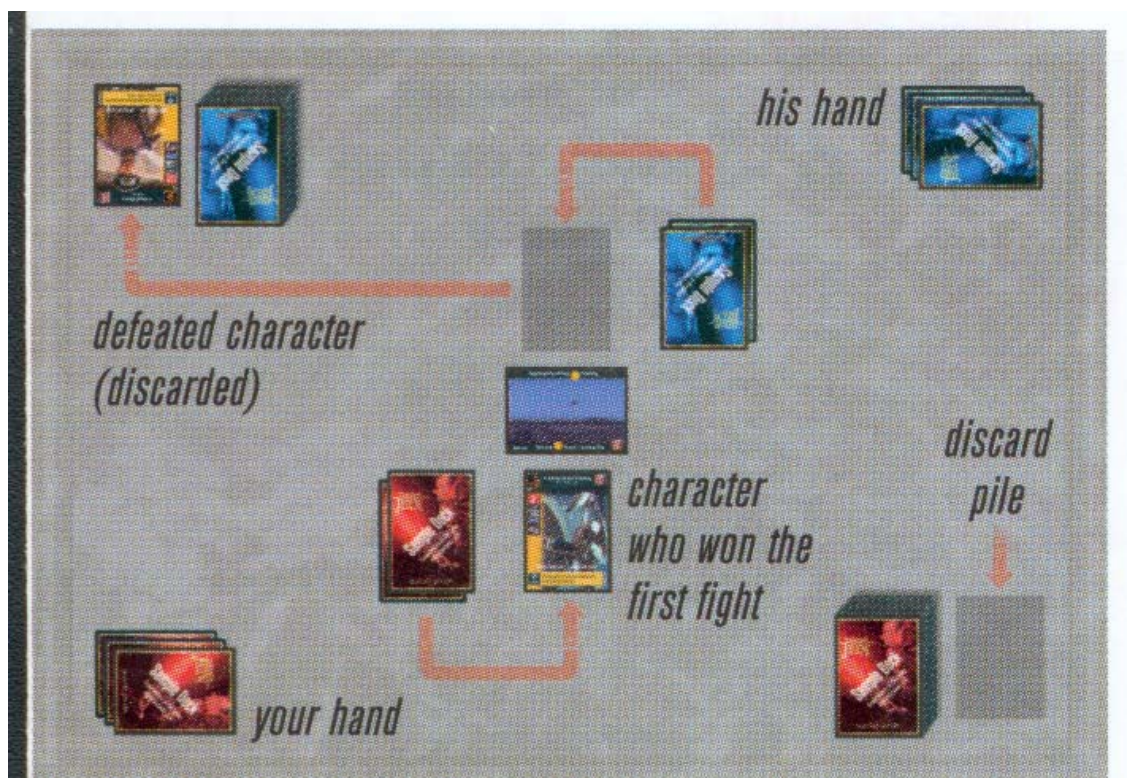 his hand
defeated character
(discarded)
discard
pile
character
who won the
first fight
your hand